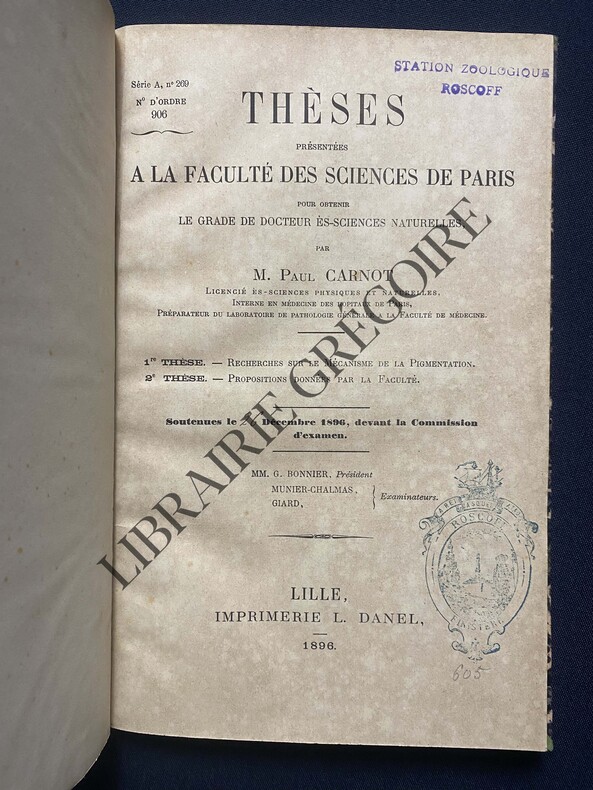 Série A, nº 269
Nº D'ORDRE
906
STATION ZOOLOGIQUE
ROSCOFF
THÈSES
PRÉSENTÉES
A LA FACULTÉ DES SCIENCES DE PARIS
POUR OBTENIR
LE GRADE DE DOCTEUR ÈS-SCIENCES NATURELLES,
PAR
M. PAUL CARNOT
LICENCIÉ ÈS-SCIENCES PHYSIQUES ET NATURELLES,
INTERNE EN MÉDECINE DES HOPITAUX DE PARIS,
PRÉPARATEUR DU LABORATOIRE DE PATHOLOGIE GÉNÉRALE A LA FACULTÉ DE MÉDECINE.
1re THÈSE. — RECHERCHES SUR LE MÉCANISME DE LA PIGMENTATION.
2e THÈSE. — PROPOSITIONS DONNÉES PAR LA FACULTÉ.
Soutenues le Décembre 1896, devant la Commission
d'examen.
MM. G. BONNIER, Président
MUNIER-CHALMAS,
GIARD,
Examinateurs.
LILLE,
IMPRIMERIE L. DANEL,
1896.
ROSCOFF
FINISTÈRE
605
LIBRAIRIE GRÉGOIRE